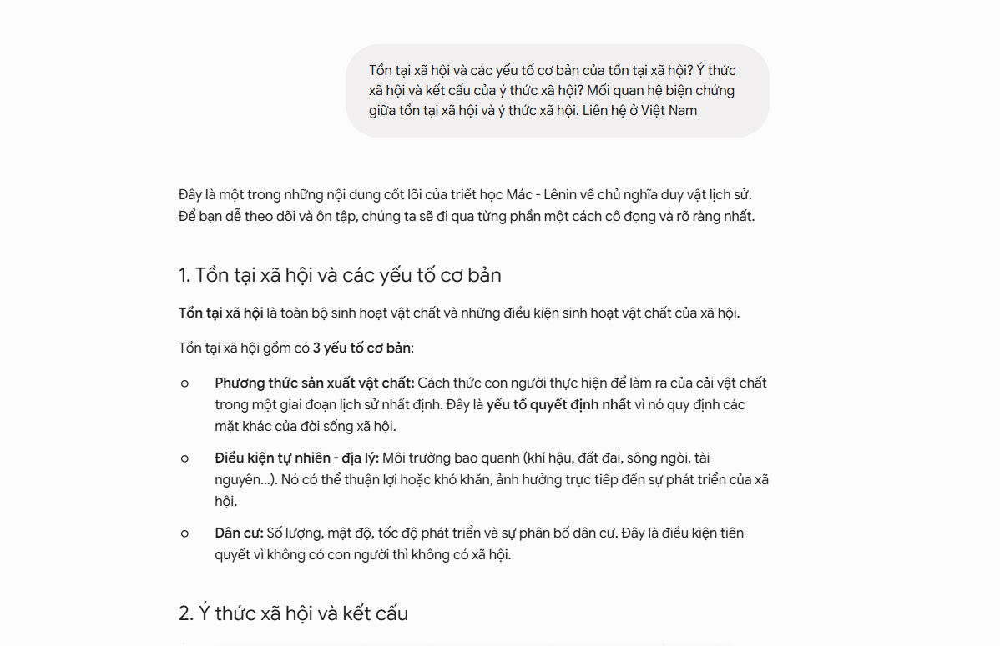 Tồn tại xã hội và các yếu tố cơ bản của tồn tại xã hội? Ý thức
xã hội và kết cấu của ý thức xã hội? Mối quan hệ biện chứng
giữa tồn tại xã hội và ý thức xã hội. Liên hệ ở Việt Nam
Đây là một trong những nội dung cốt lõi của triết học Mác - Lênin về chủ nghĩa duy vật lịch sử.
Để bạn dễ theo dõi và ôn tập, chúng ta sẽ đi qua từng phần một cách cô đọng và rõ ràng nhất.
1. Tồn tại xã hội và các yếu tố cơ bản
Tồn tại xã hội là toàn bộ sinh hoạt vật chất và những điều kiện sinh hoạt vật chất của xã hội.
Tồn tại xã hội gồm có 3 yếu tố cơ bản:
Phương thức sản xuất vật chất: Cách thức con người thực hiện để làm ra của cải vật chất
trong một giai đoạn lịch sử nhất định. Đây là yếu tố quyết định nhất vì nó quy định các
mặt khác của đời sống xã hội.
Điều kiện tự nhiên - địa lý: Môi trường bao quanh (khí hậu, đất đai, sông ngòi, tài
nguyên...). Nó có thể thuận lợi hoặc khó khăn, ảnh hưởng trực tiếp đến sự phát triển của xã
hội.
Dân cư: Số lượng, mật độ, tốc độ phát triển và sự phân bố dân cư. Đây là điều kiện tiên
quyết vì không có con người thì không có xã hội.
2. Ý thức xã hội và kết cấu